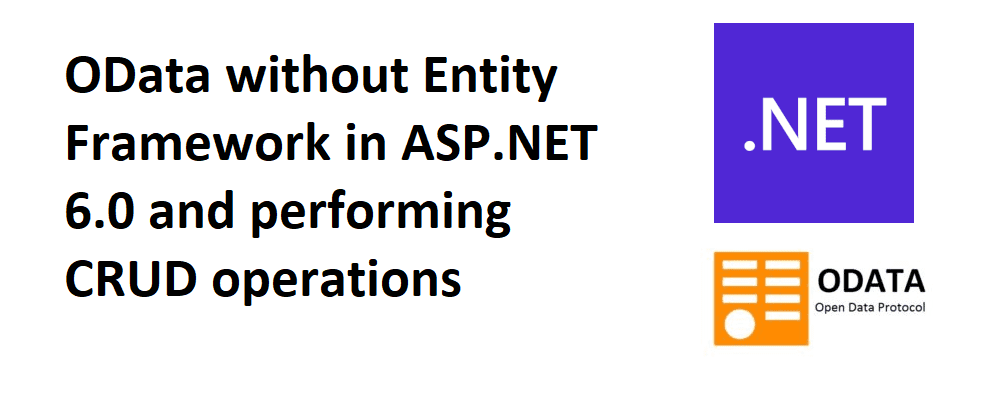 OData without Entity
Framework in ASP.NET
6.0 and performing
CRUD operations
.NET
ODATA
Open Data Protocol